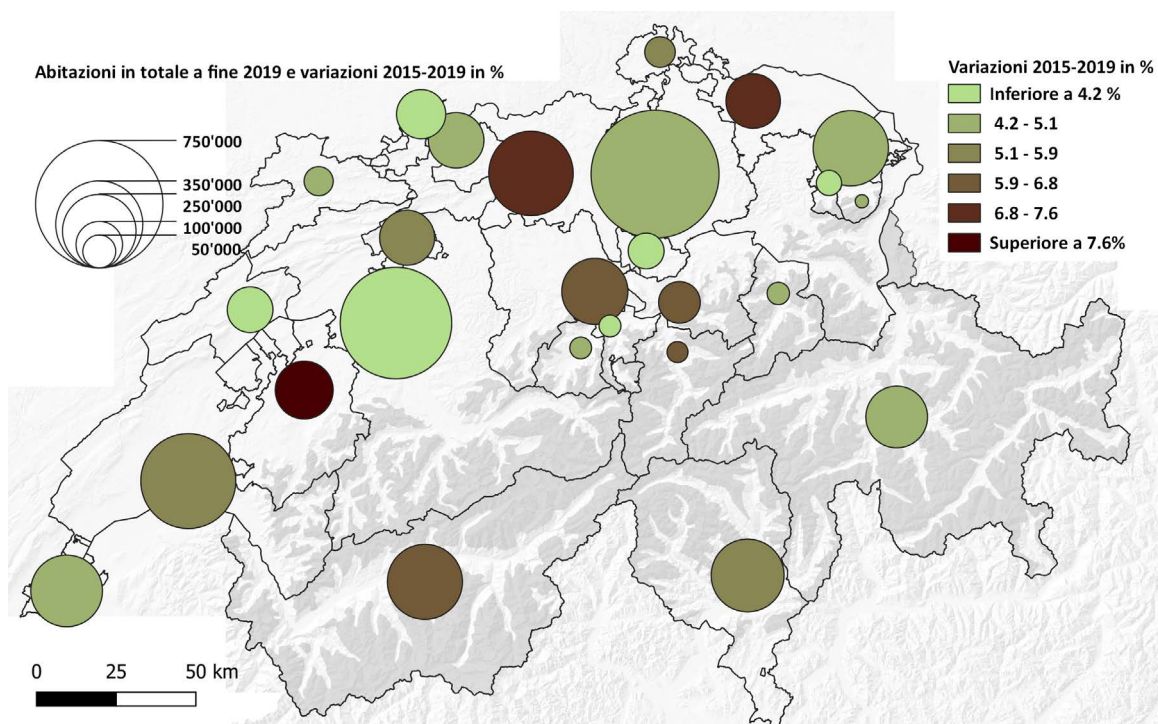 Abitazioni in totale a fine 2019 e variazioni 2015-2019 in %
750'000
350'000
250'000
100'000
50'000
Variazioni 2015-2019 in %
Inferiore a 4.2 %
4.2 - 5.1
5.1 - 5.9
5.9 - 6.8
6.8 - 7.6
Superiore a 7.6%
0 25 50 km